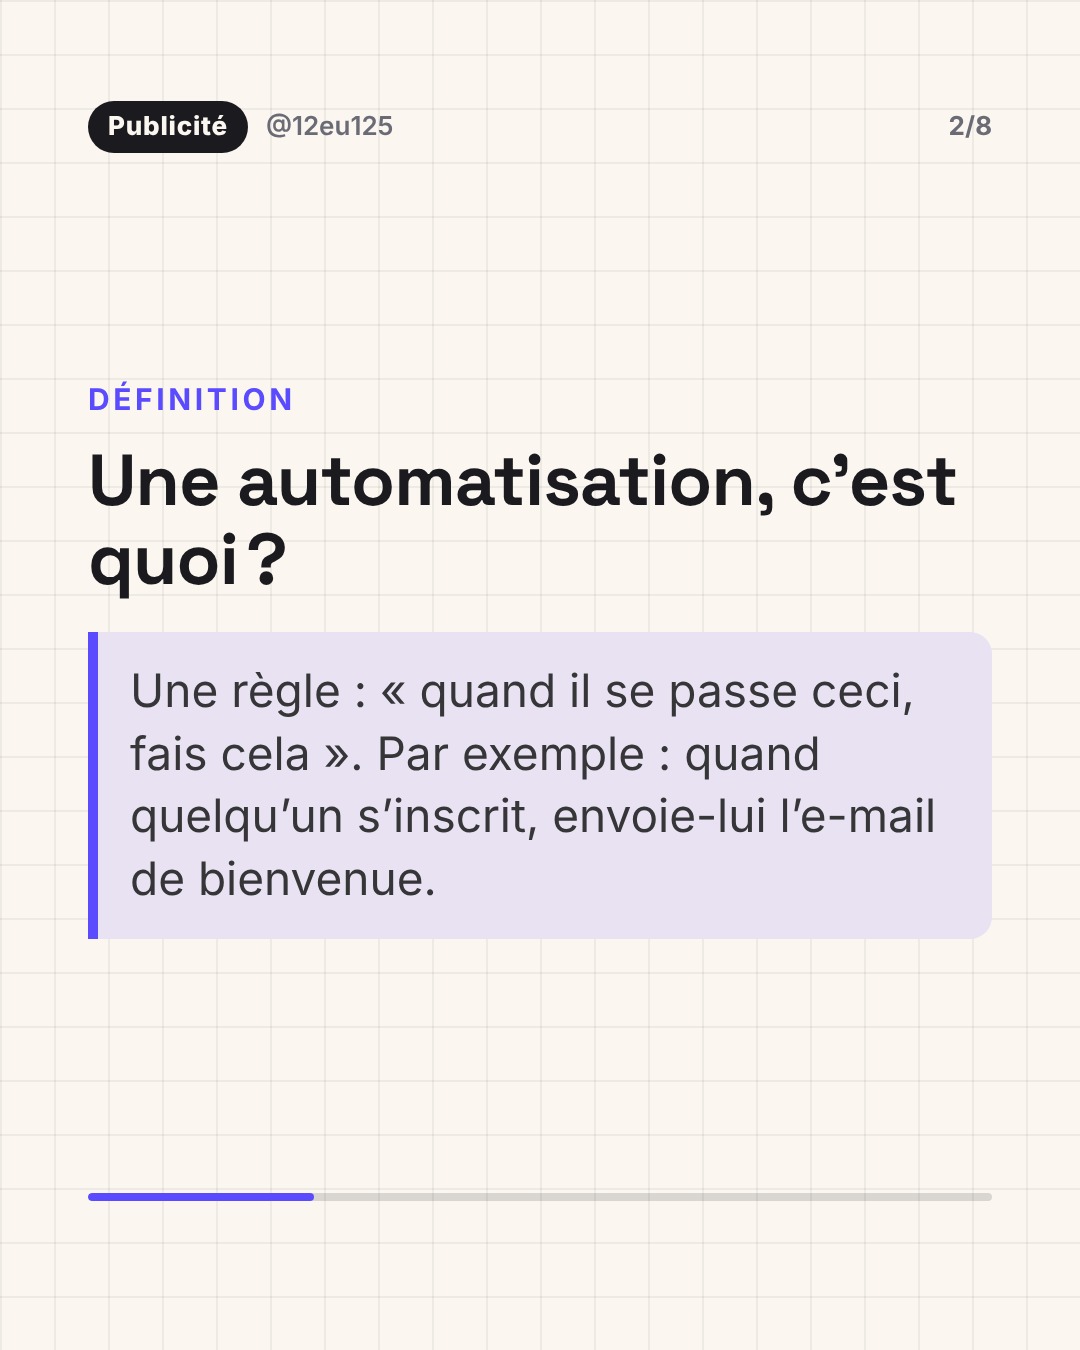 Publicité @12eu125 2/8
DÉFINITION
Une automatisation, c’est
quoi ?
Une règle : « quand il se passe ceci,
fais cela ». Par exemple : quand
quelqu’un s’inscrit, envoie-lui l’e-mail
de bienvenue.